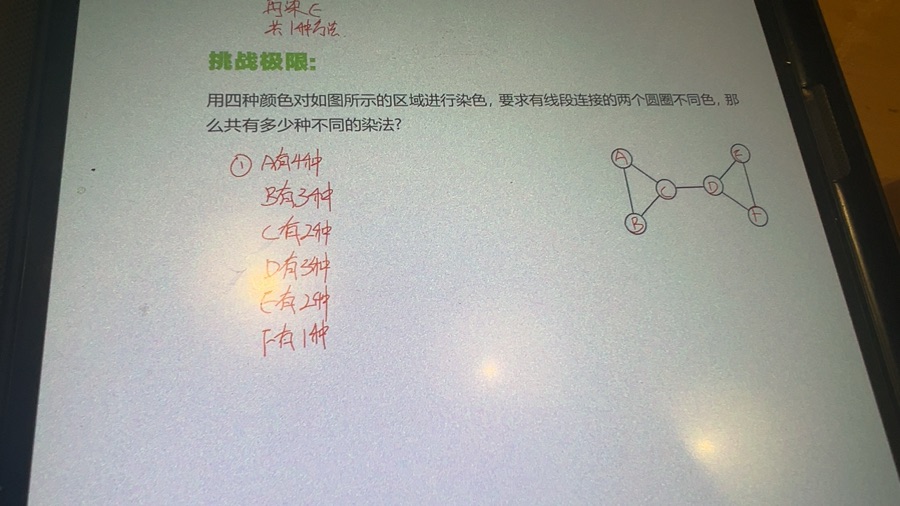 再染E
共1种方法
挑战极限:
用四种颜色对如图所示的区域进行染色，要求有线段连接的两个圆圈不同色，那
么共有多少种不同的染法?
① A有4种
B有3种
C有2种
D有3种
E有2种
F有1种
A
E
C
D
B
F